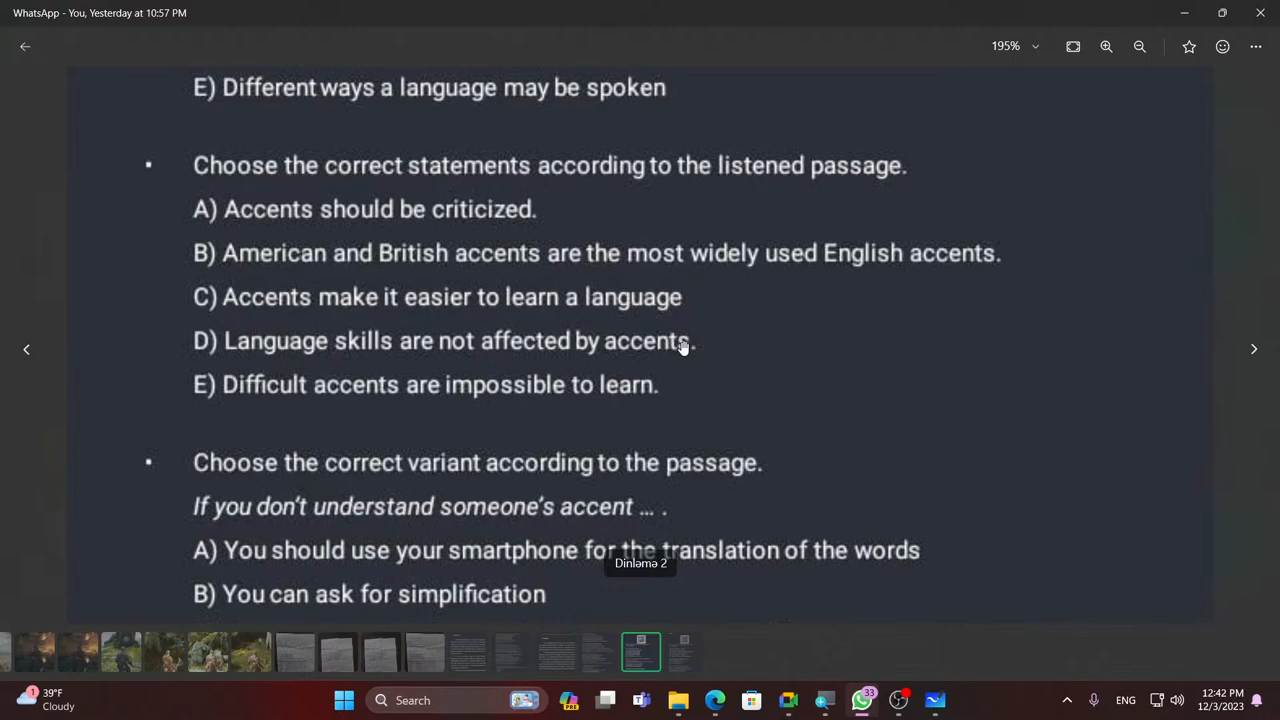 WhatsApp - You, Yesterday at 10:57 PM
195%
E) Different ways a language may be spoken
• Choose the correct statements according to the listened passage.
A) Accents should be criticized.
B) American and British accents are the most widely used English accents.
C) Accents make it easier to learn a language
D) Language skills are not affected by accents.
E) Difficult accents are impossible to learn.
• Choose the correct variant according to the passage.
If you don't understand someone's accent ... .
A) You should use your smartphone for the translation of the words
Dinləmə 2
B) You can ask for simplification
1
39°F
Cloudy
Search
PRE
33
ENG
12:42 PM
12/3/2023